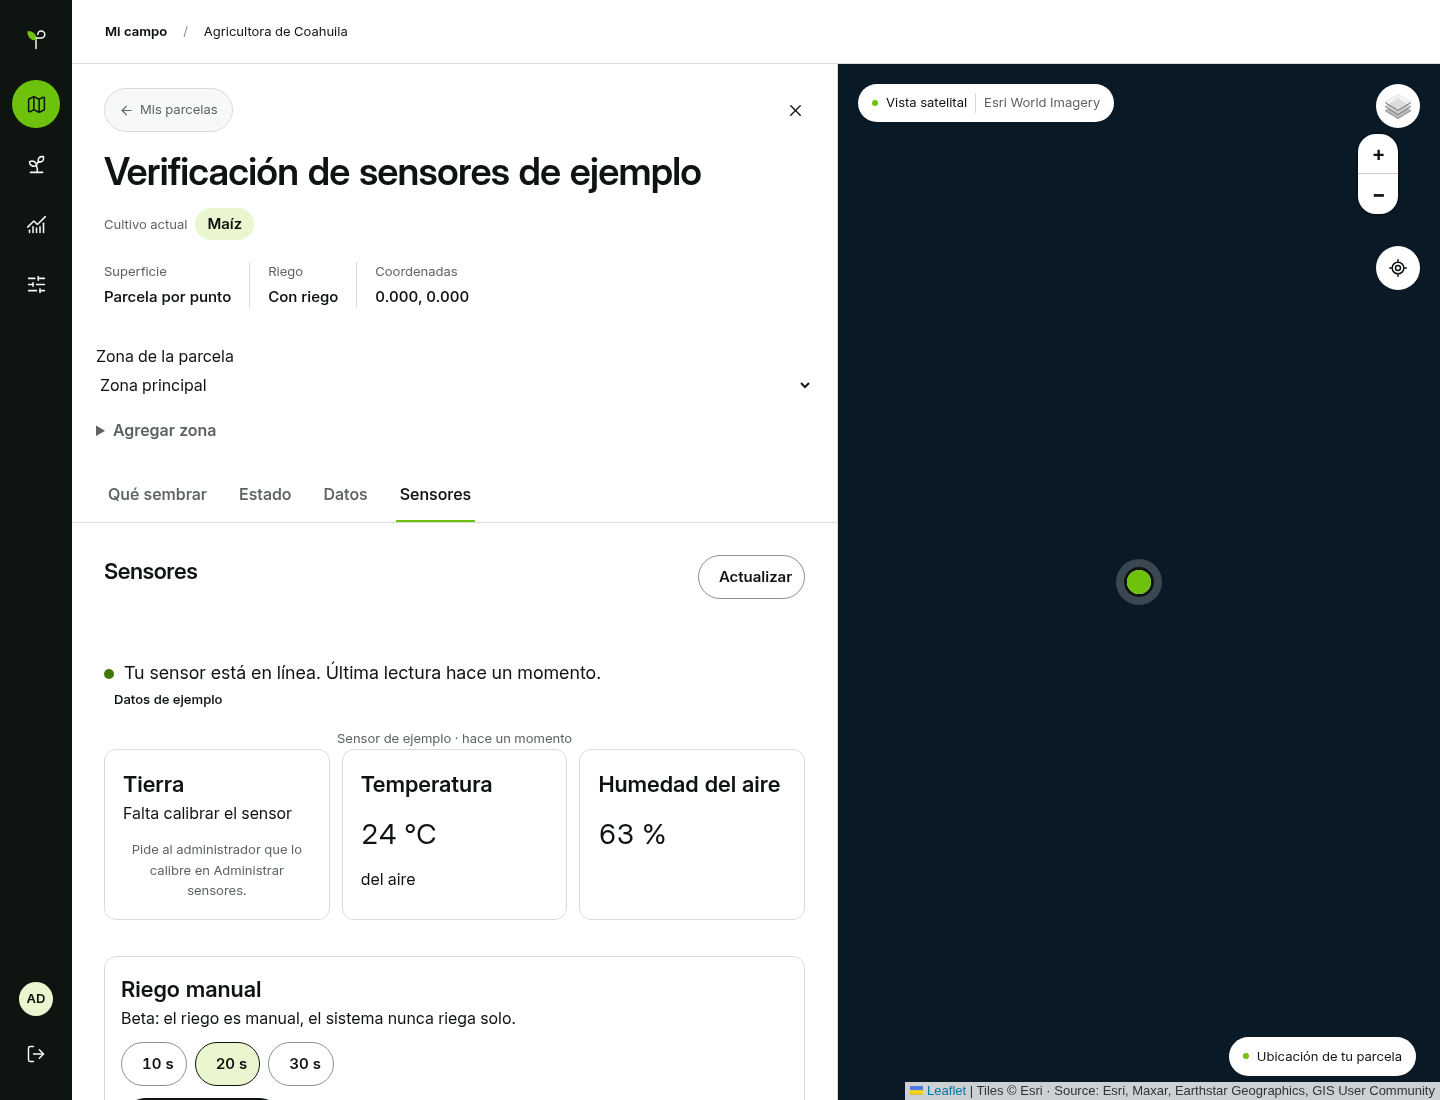 Mi campo / Agricultora de Coahuila
← Mis parcelas
Verificación de sensores de ejemplo
Cultivo actual Maíz
Superficie
Parcela por punto
Riego
Con riego
Coordenadas
0.000, 0.000
Zona de la parcela
Zona principal
Agregar zona
Qué sembrar Estado Datos Sensores
Sensores
Actualizar
Tu sensor está en línea. Última lectura hace un momento.
Datos de ejemplo
Sensor de ejemplo · hace un momento
Tierra
Falta calibrar el sensor
Pide al administrador que lo
calibre en Administrar
sensores.
Temperatura
24 °C
del aire
Humedad del aire
63 %
Riego manual
Beta: el riego es manual, el sistema nunca riega solo.
10 s 20 s 30 s
AD
Vista satelital Esri World Imagery
+
−
Ubicación de tu parcela
Leaflet | Tiles © Esri · Source: Esri, Maxar, Earthstar Geographics, GIS User Community